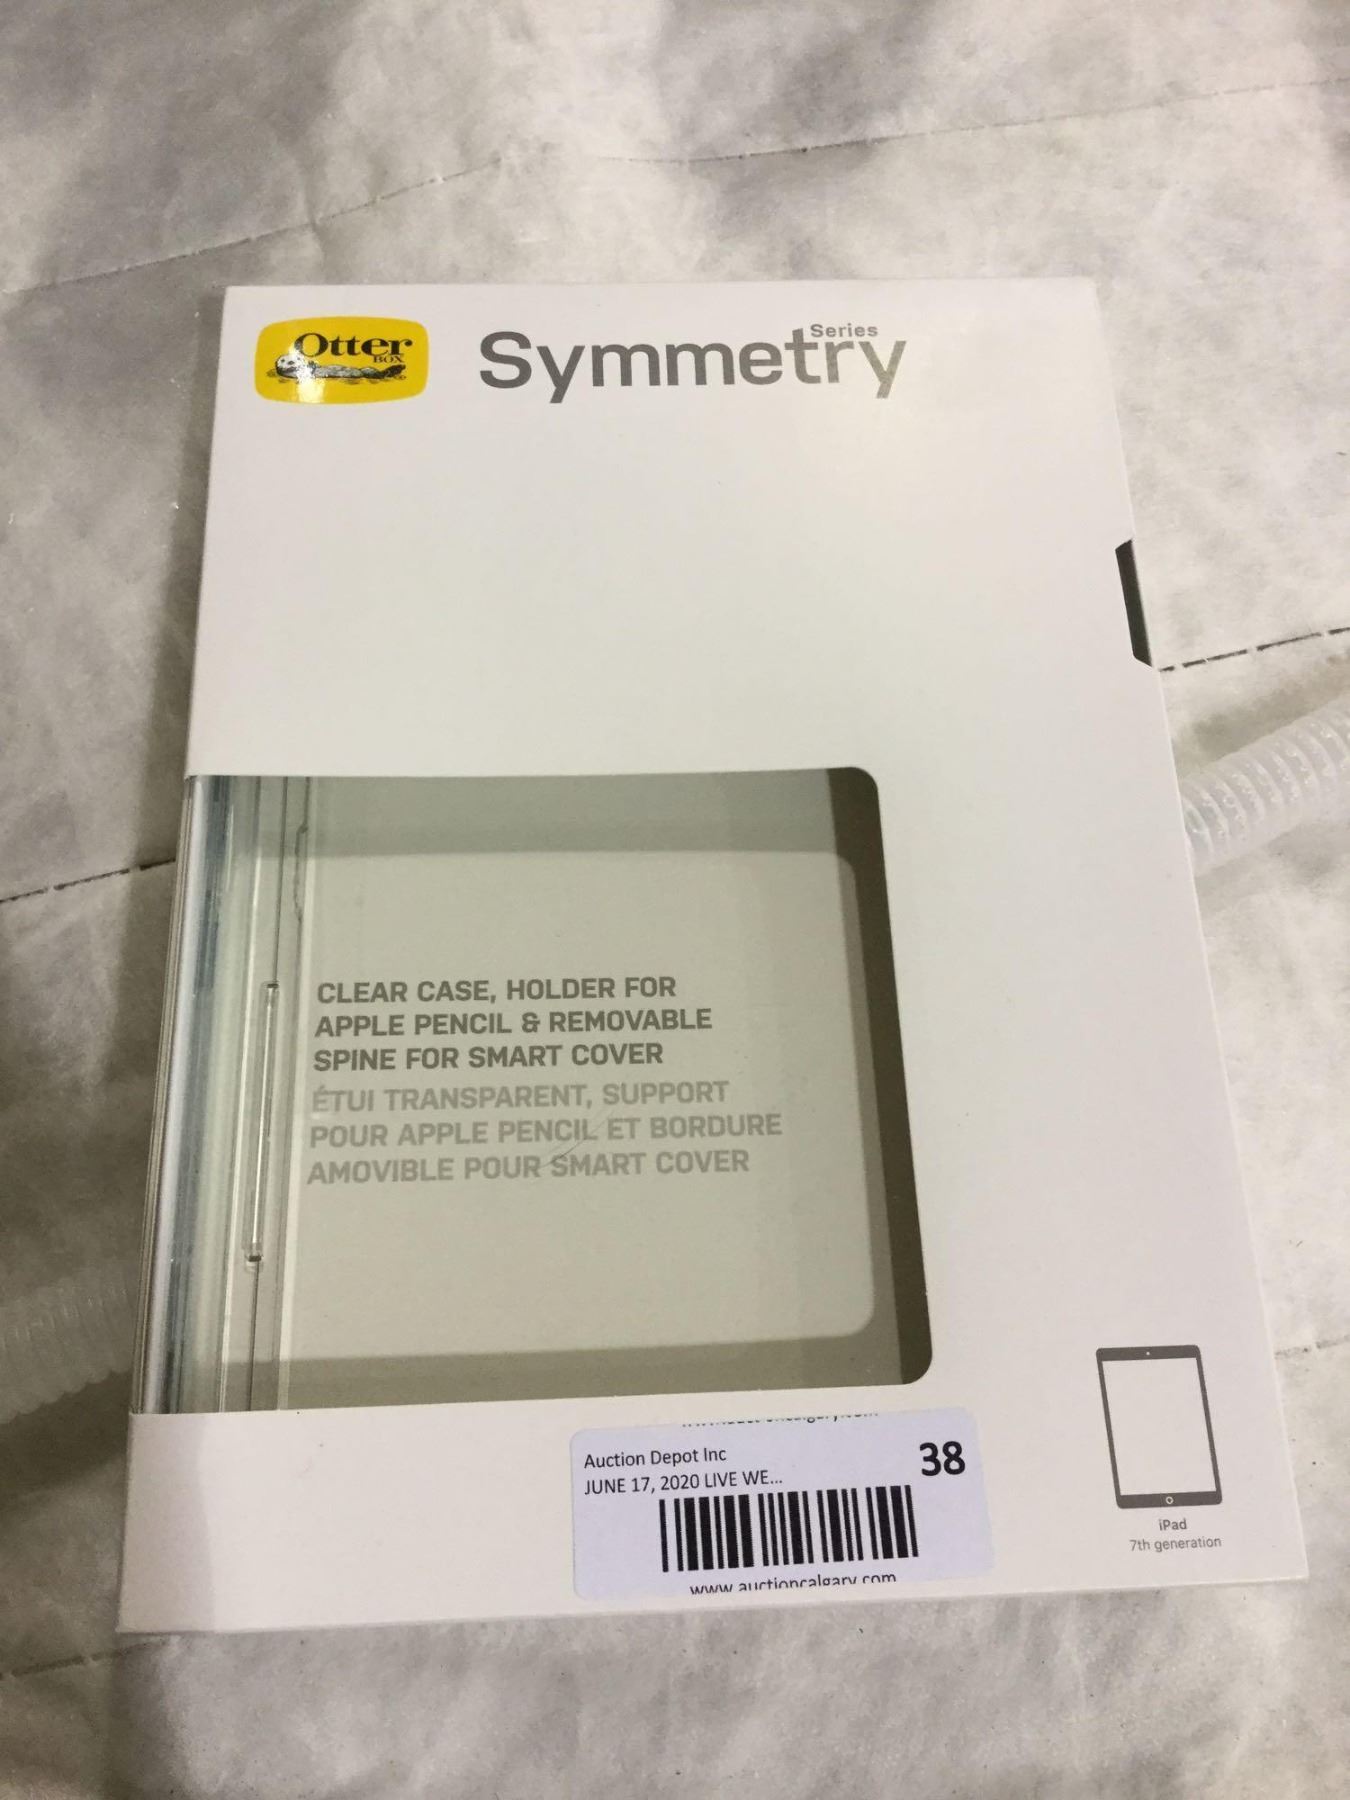 Otter
BOX
Symmetry
Series
CLEAR CASE, HOLDER FOR
APPLE PENCIL & REMOVABLE
SPINE FOR SMART COVER
ÉTUI TRANSPARENT, SUPPORT
POUR APPLE PENCIL ET BORDURE
AMOVIBLE POUR SMART COVER
Auction Depot Inc
38
JUNE 17, 2020 LIVE WE...
www.auctioncalgary.com
iPad
7th generation